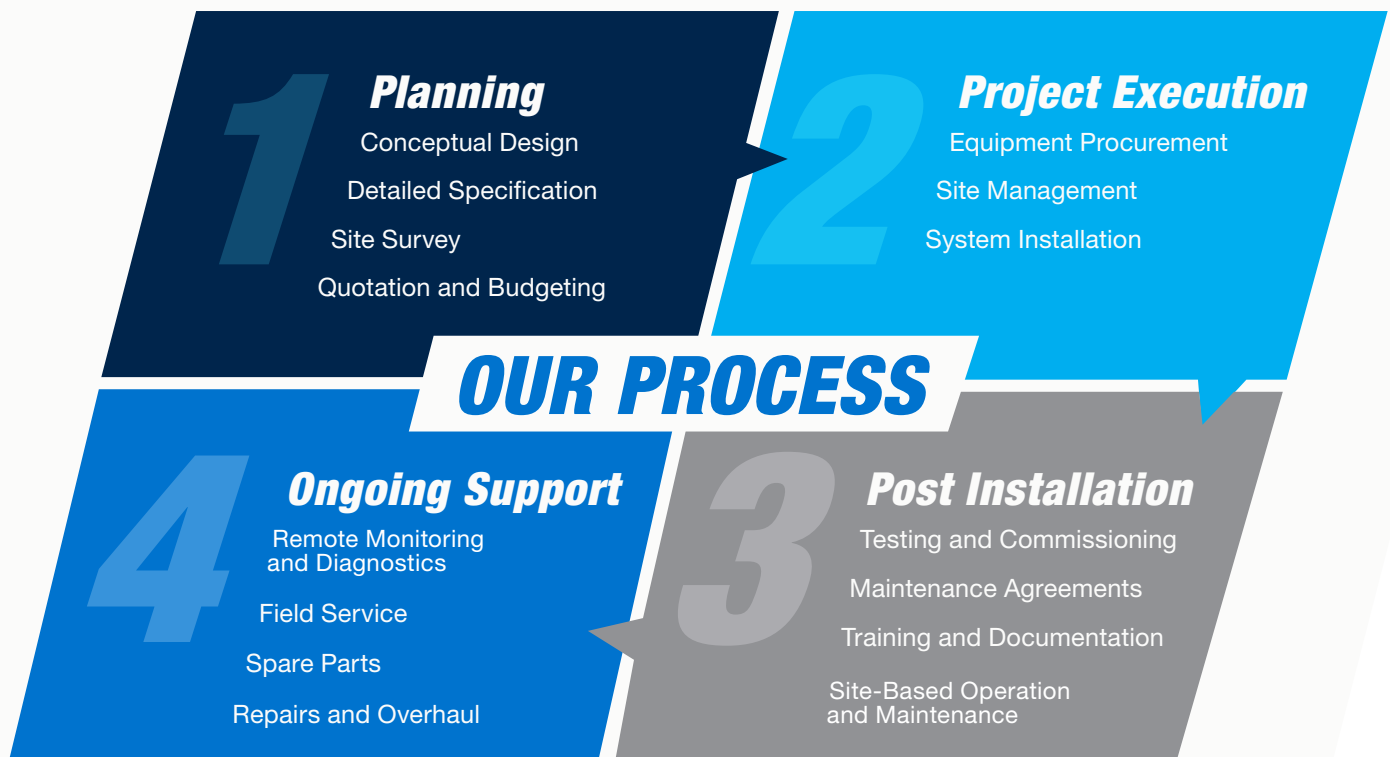 1
Planning
Conceptual Design
Detailed Specification
Site Survey
Quotation and Budgeting
2
Project Execution
Equipment Procurement
Site Management
System Installation
OUR PROCESS
3
Post Installation
Testing and Commissioning
Maintenance Agreements
Training and Documentation
Site-Based Operation
and Maintenance
4
Ongoing Support
Remote Monitoring
and Diagnostics
Field Service
Spare Parts
Repairs and Overhaul